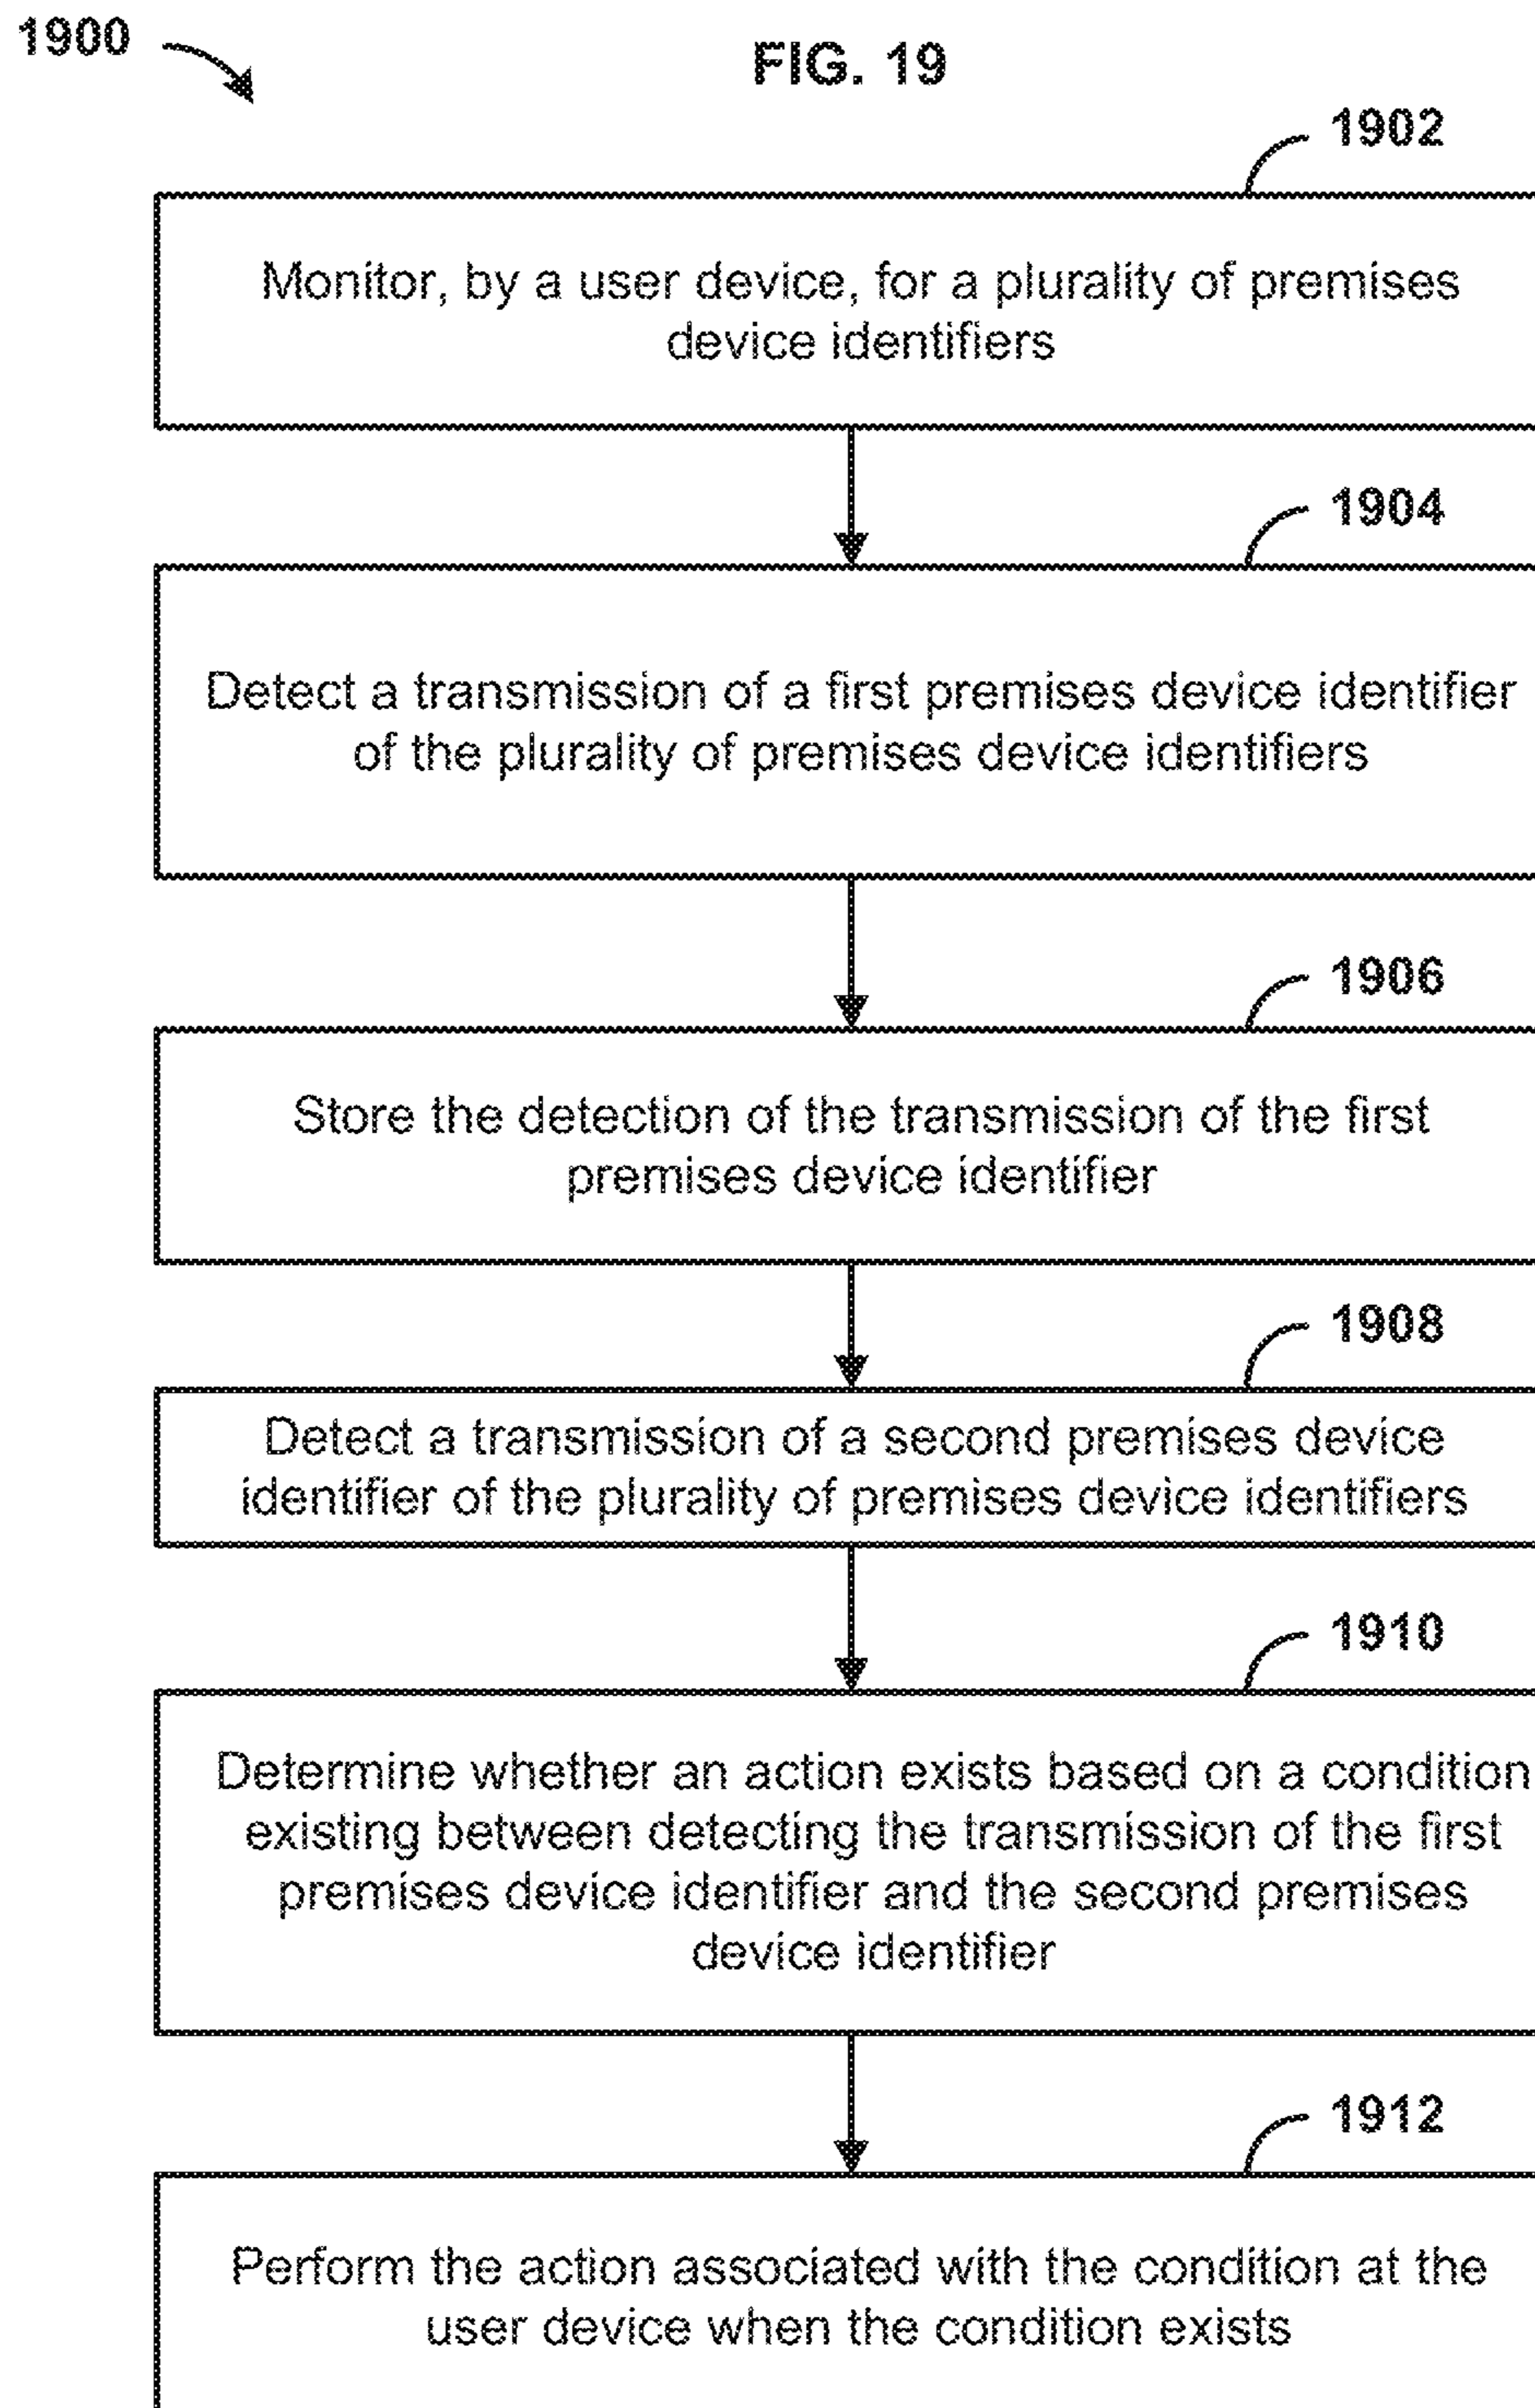 1900
FIG. 19
1902
Monitor, by a user device, for a plurality of premises
device identifiers
1904
Detect a transmission of a first premises device identifier
of the plurality of premises device identifiers
1906
Store the detection of the transmission of the first
premises device identifier
1908
Detect a transmission of a second premises device
identifier of the plurality of premises device identifiers
1910
Determine whether an action exists based on a condition
existing between detecting the transmission of the first
premises device identifier and the second premises
device identifier
1912
Perform the action associated with the condition at the
user device when the condition exists